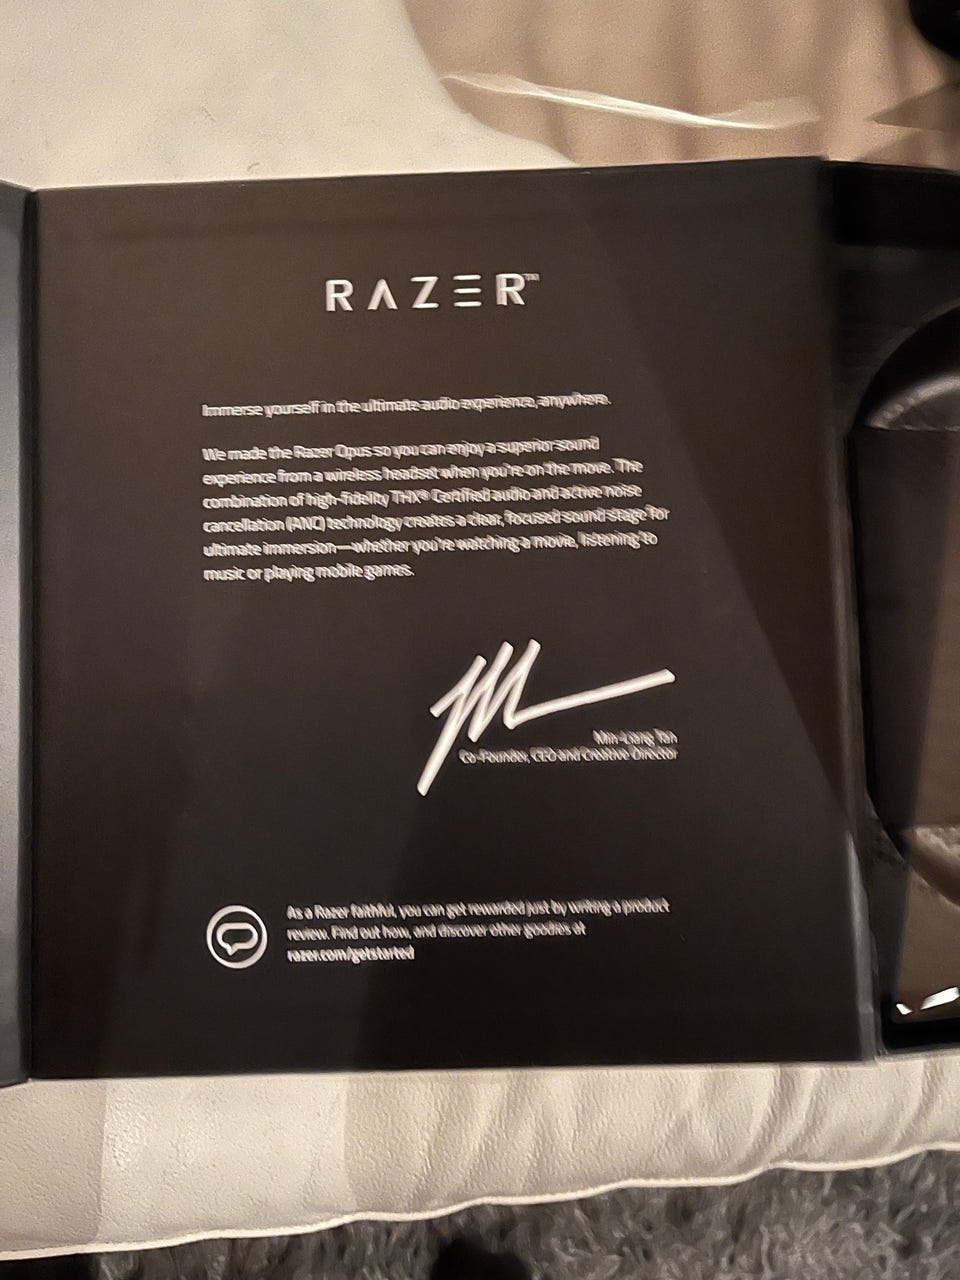 RAZER™
Immerse yourself in the ultimate audio experience, anywhere.
We made the Razer Opus so you can enjoy a superior sound
experience from a wireless headset when you're on the move. The
combination of high-fidelity THX® Certified audio and active noise
cancellation (ANC) technology creates a clear, focused sound stage for
ultimate immersion—whether you're watching a movie, listening to
music or playing mobile games.
Min-Liang Tan
Co-Founder, CEO and Creative Director
As a Razer faithful, you can get rewarded just by writing a product
review. Find out how, and discover other goodies at
razer.com/getstarted